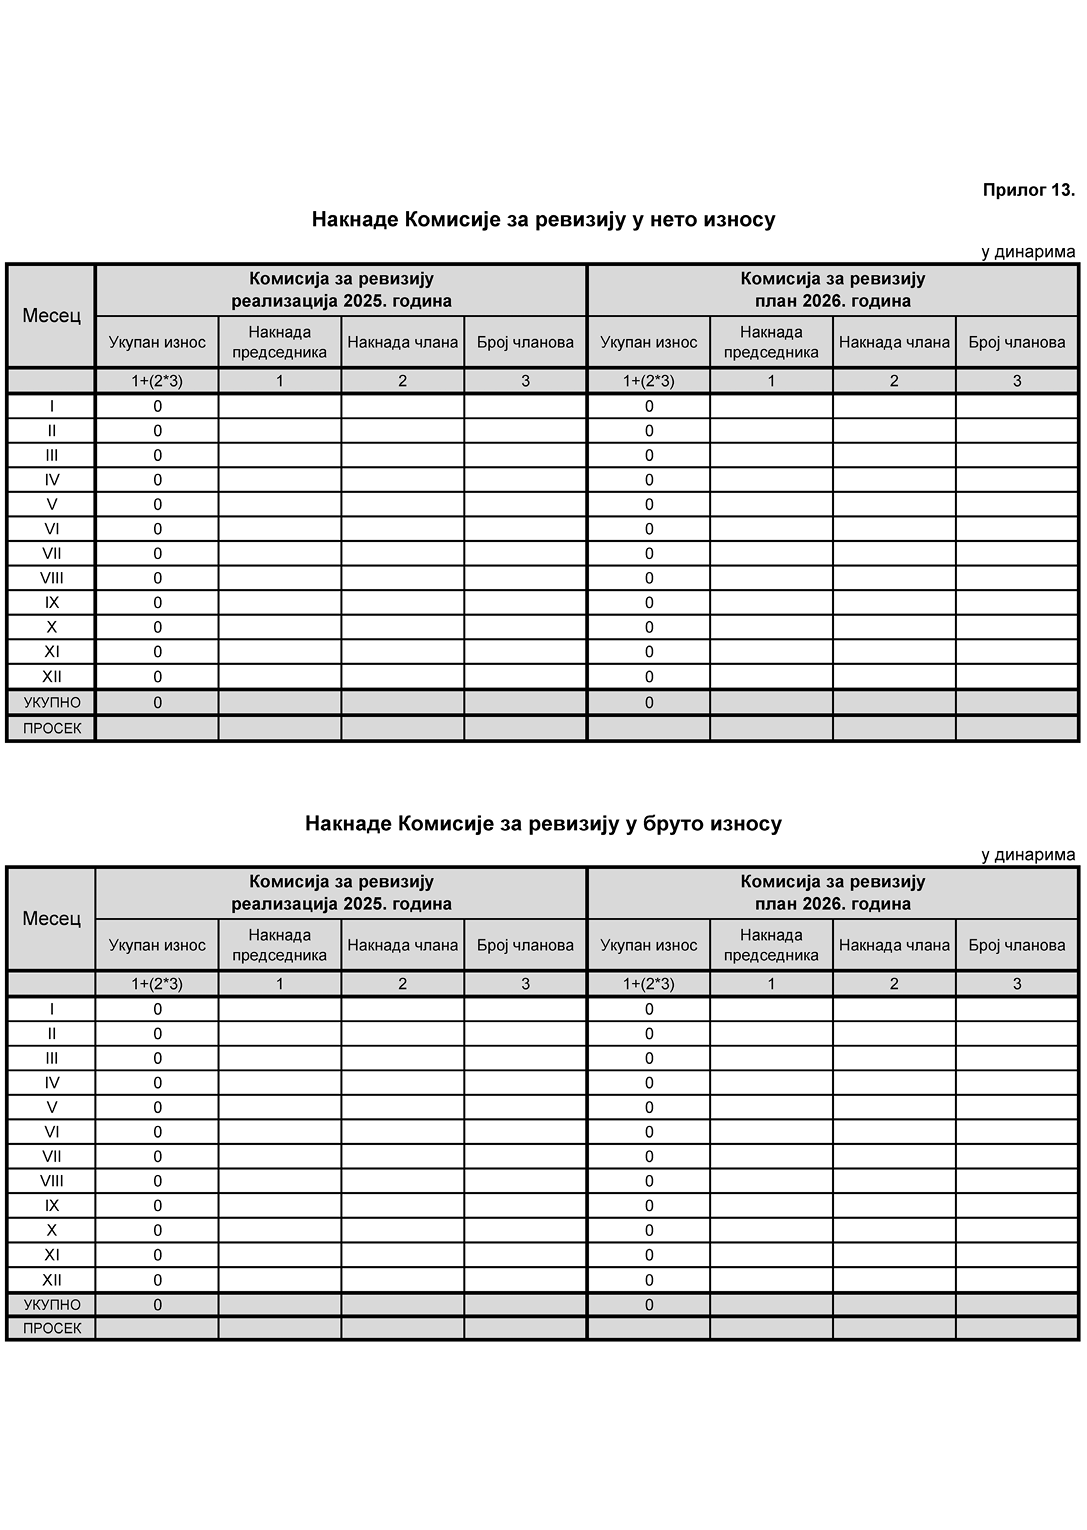 Прилог 13.
Накнаде Комисије за ревизију у нето износу
у динарима
Месец
Комисија за ревизију
реализација 2025. година
Комисија за ревизију
план 2026. година
Укупан износ Накнада председника Накнада члана Број чланова Укупан износ Накнада председника Накнада члана Број чланова
1+(2*3) 1 2 3 1+(2*3) 1 2 3
I 0 0
II 0 0
III 0 0
IV 0 0
V 0 0
VI 0 0
VII 0 0
VIII 0 0
IX 0 0
X 0 0
XI 0 0
XII 0 0
УКУПНО 0 0
ПРОСЕК
Накнаде Комисије за ревизију у бруто износу
у динарима
Месец
Комисија за ревизију
реализација 2025. година
Комисија за ревизију
план 2026. година
Укупан износ Накнада председника Накнада члана Број чланова Укупан износ Накнада председника Накнада члана Број чланова
1+(2*3) 1 2 3 1+(2*3) 1 2 3
I 0 0
II 0 0
III 0 0
IV 0 0
V 0 0
VI 0 0
VII 0 0
VIII 0 0
IX 0 0
X 0 0
XI 0 0
XII 0 0
УКУПНО 0 0
ПРОСЕК